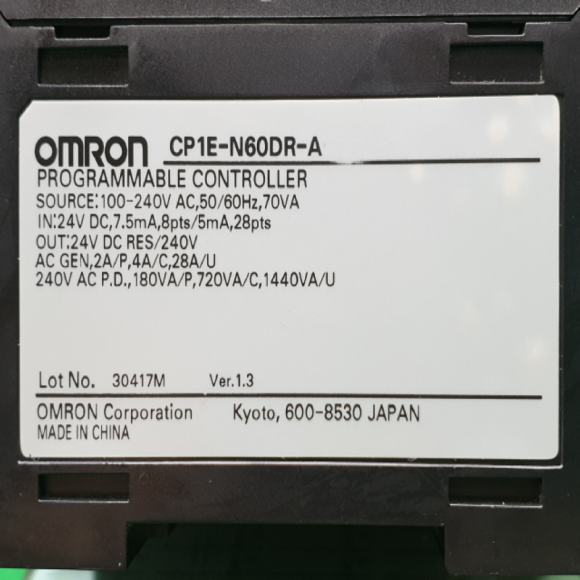 OMRON CP1E-N60DR-A
PROGRAMMABLE CONTROLLER
SOURCE:100-240V AC,50/60Hz,70VA
IN:24V DC,7.5mA,8pts/5mA,28pts
OUT:24V DC RES/240V
AC GEN,2A/P,4A/C,28A/U
240V AC P.D.,180VA/P,720VA/C,1440VA/U
Lot No. 30417M Ver.1.3
OMRON Corporation Kyoto, 600-8530 JAPAN
MADE IN CHINA